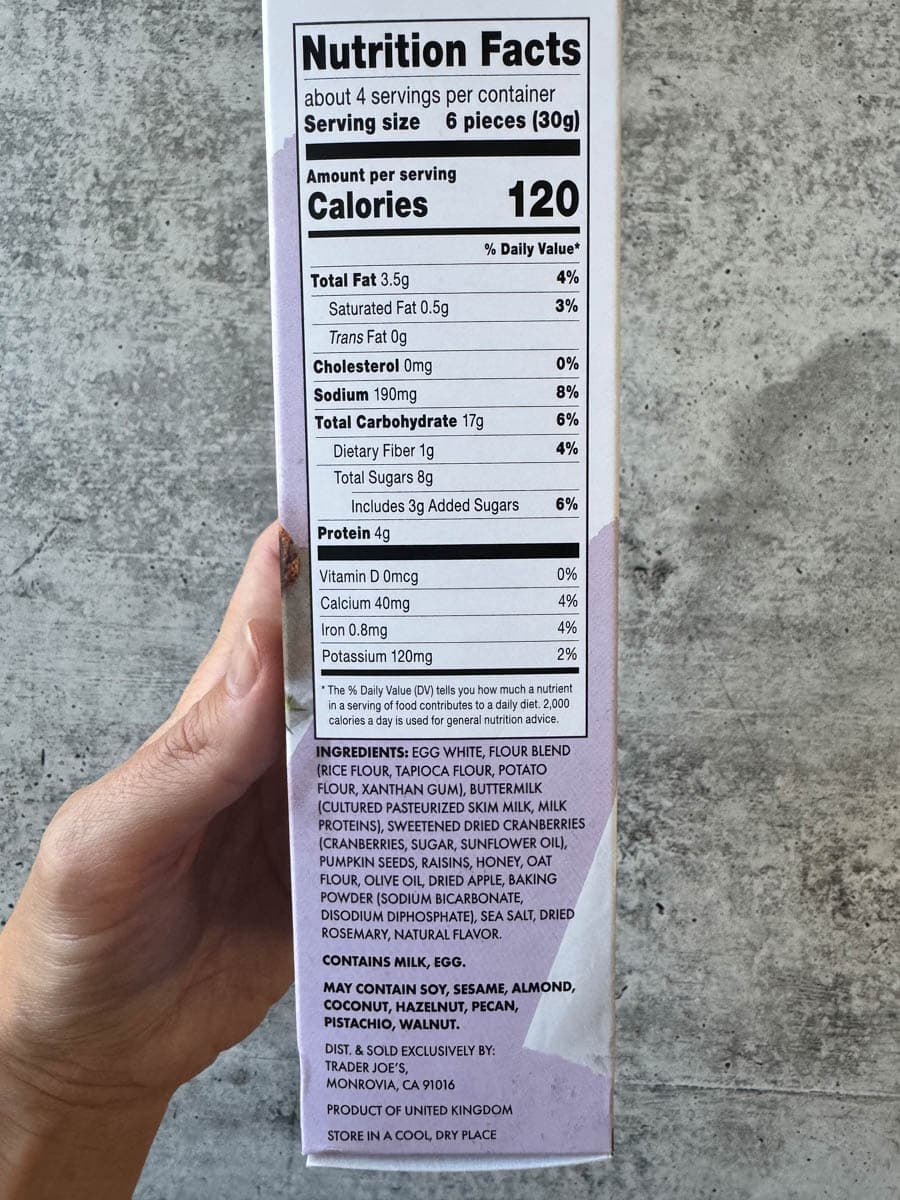 Nutrition Facts
about 4 servings per container
Serving size 6 pieces (30g)
Amount per serving
Calories 120
% Daily Value*
Total Fat 3.5g 4%
Saturated Fat 0.5g 3%
Trans Fat 0g
Cholesterol 0mg 0%
Sodium 190mg 8%
Total Carbohydrate 17g 6%
Dietary Fiber 1g 4%
Total Sugars 8g
Includes 3g Added Sugars 6%
Protein 4g
Vitamin D 0mcg 0%
Calcium 40mg 4%
Iron 0.8mg 4%
Potassium 120mg 2%
* The % Daily Value (DV) tells you how much a nutrient
in a serving of food contributes to a daily diet. 2,000
calories a day is used for general nutrition advice.
INGREDIENTS: EGG WHITE, FLOUR BLEND
(RICE FLOUR, TAPIOCA FLOUR, POTATO
FLOUR, XANTHAN GUM), BUTTERMILK
(CULTURED PASTEURIZED SKIM MILK, MILK
PROTEINS), SWEETENED DRIED CRANBERRIES
(CRANBERRIES, SUGAR, SUNFLOWER OIL),
PUMPKIN SEEDS, RAISINS, HONEY, OAT
FLOUR, OLIVE OIL, DRIED APPLE, BAKING
POWDER (SODIUM BICARBONATE,
DISODIUM DIPHOSPHATE), SEA SALT, DRIED
ROSEMARY, NATURAL FLAVOR.
CONTAINS MILK, EGG.
MAY CONTAIN SOY, SESAME, ALMOND,
COCONUT, HAZELNUT, PECAN,
PISTACHIO, WALNUT.
DIST. & SOLD EXCLUSIVELY BY:
TRADER JOE'S,
MONROVIA, CA 91016
PRODUCT OF UNITED KINGDOM
STORE IN A COOL, DRY PLACE